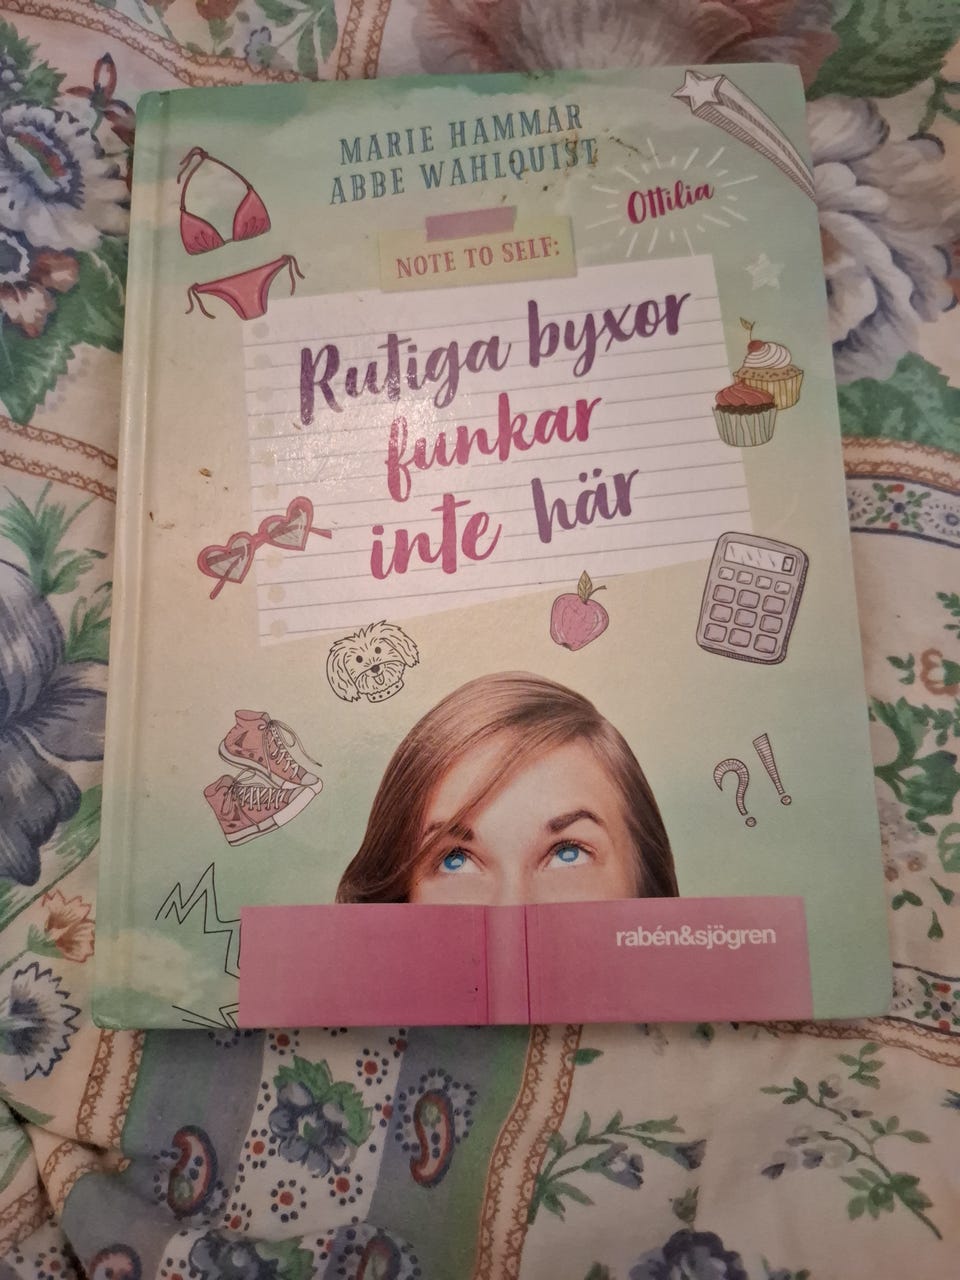 MARIE HAMMAR
ABBE WAHLQUIST
Ottilia
NOTE TO SELF:
Rutiga byxor
funkar
inte här
?!
rabén&sjögren